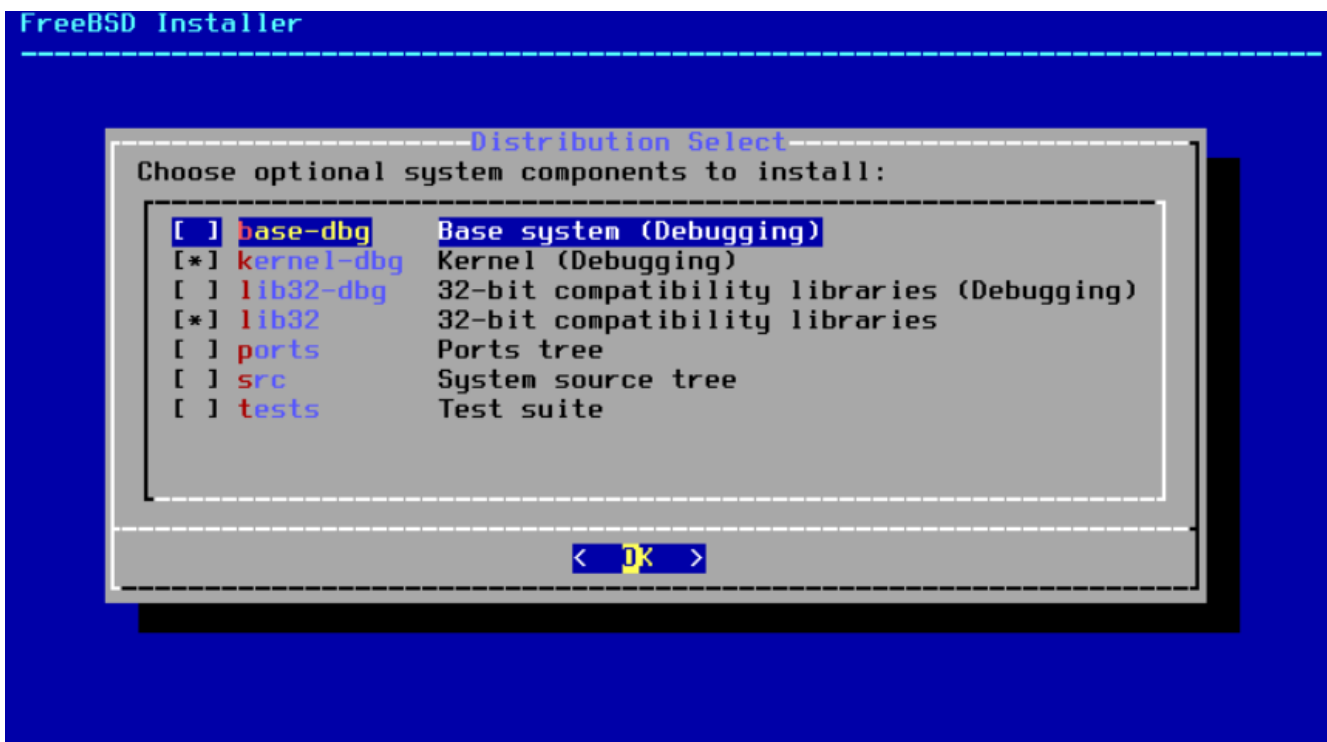 FreeBSD Installer
Distribution Select
Choose optional system components to install:
[ ] base-dbg Base system (Debugging)
[*] kernel-dbg Kernel (Debugging)
[ ] lib32-dbg 32-bit compatibility libraries (Debugging)
[*] lib32 32-bit compatibility libraries
[ ] ports Ports tree
[ ] src System source tree
[ ] tests Test suite
< OK >